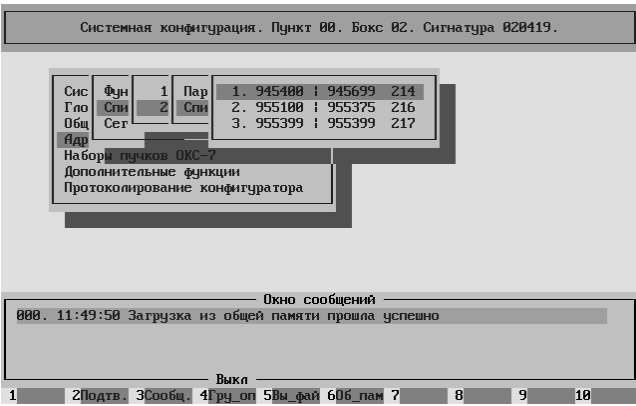 Системная конфигурация. Пункт 00. Бокс 02. Сигнатура 020419.
Сис Фун 1 Пар 1. 945400 ¦ 945699 214
Гло Спи 2 Спи 2. 955100 ¦ 955375 216
Общ Сег 3. 955399 ¦ 955399 217
Адр
Наборы пучков ОКС-7
Дополнительные функции
Протоколирование конфигуратора
Окно сообщений
000. 11:49:50 Загрузка из общей памяти прошла успешно
Выкл
1 2Подтв. 3Сообщ. 4Гру_оп 5Вы_фай 6Об_пам 7 8 9 10